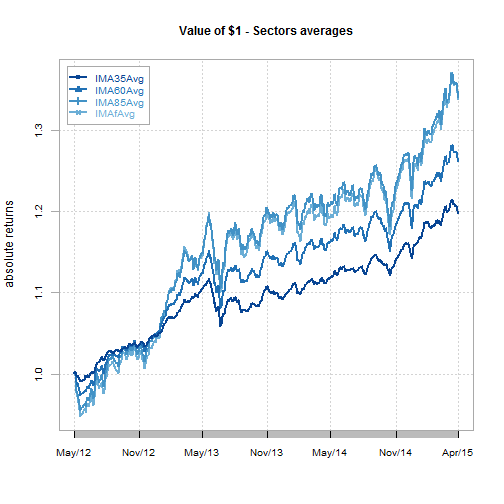 Value of $1 - Sectors averages
IMA35Avg
IMA60Avg
IMA85Avg
IMAfAvg
absolute returns
1.3
1.2
1.1
1.0
May/12 Nov/12 May/13 Nov/13 May/14 Nov/14 Apr/15